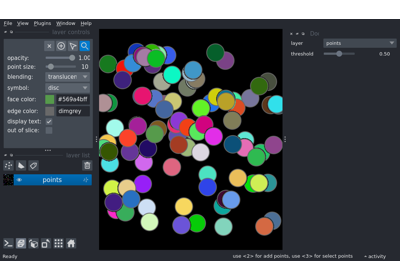 File View Plugins Window Help
layer controls
opacity: 1.00
point size: 10
blending: translucen
symbol: disc
face color: #569a4bff
edge color: dimgrey
display text:
out of slice:
layer list
points
layer points
threshold 0.50
Ready
use <2> for add points, use <3> for select points
activity